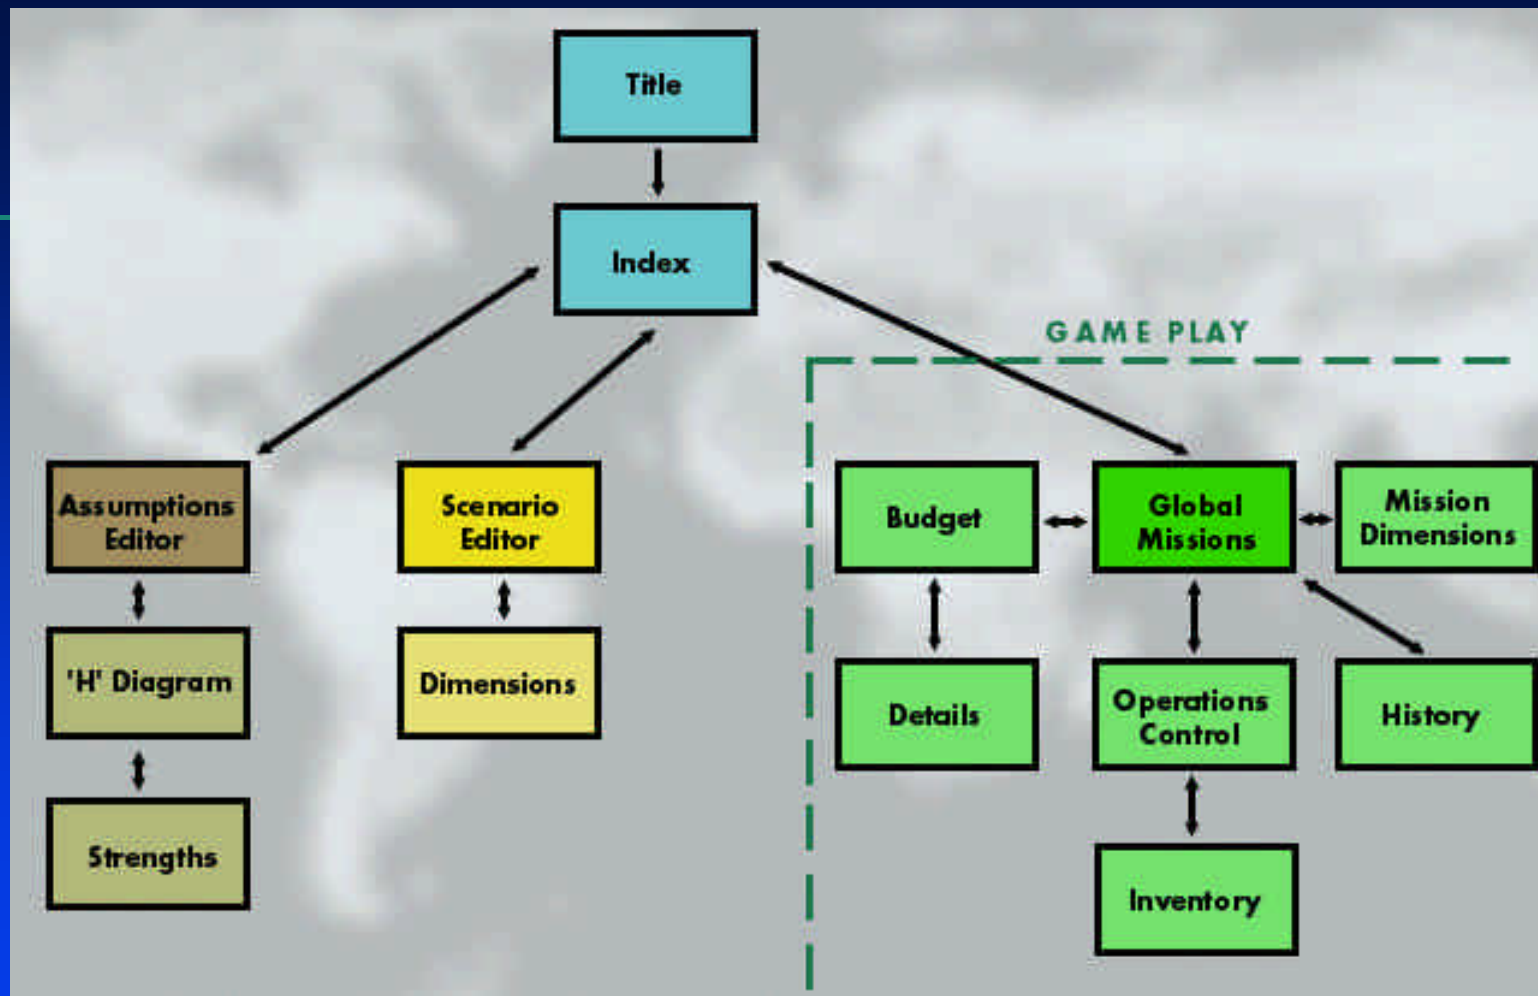 Title
Index
GAME PLAY
Assumptions
Editor
Scenario
Editor
Budget
Global
Missions
Mission
Dimensions
'H' Diagram
Dimensions
Details
Operations
Control
History
Strengths
Inventory